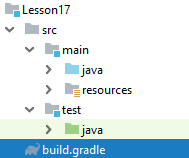 Lesson17
src
main
java
resources
test
java
build.gradle